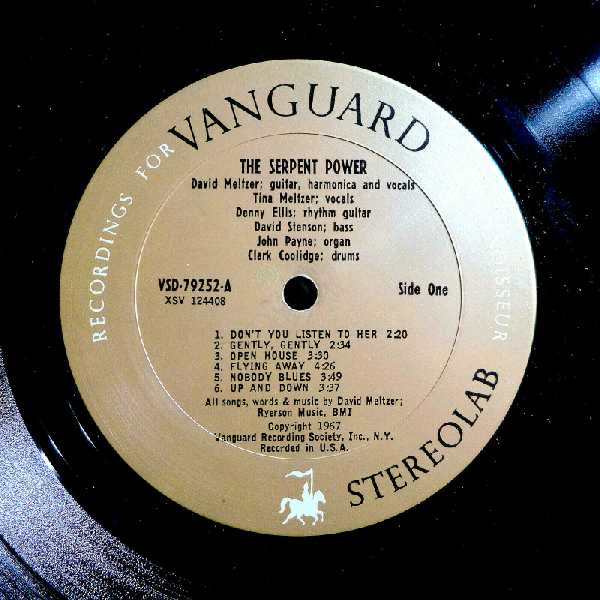 RECORDINGS FOR
VANGUARD
THE SERPENT POWER
David Meltzer; guitar, harmonica and vocals
Tina Meltzer; vocals
Denny Ellis; rhythm guitar
David Stenson; bass
John Payne; organ
Clark Coolidge; drums
VSD-79252-A
XSV 124408
Side One
1. DON'T YOU LISTEN TO HER 2:20
2. GENTLY, GENTLY 2:34
3. OPEN HOUSE 3:30
4. FLYING AWAY 4:26
5. NOBODY BLUES 3:49
6. UP AND DOWN 3:37
All songs, words & music by David Meltzer;
Ryerson Music, BMI
Copyright 1967
Vanguard Recording Society, Inc., N.Y.
Recorded in U.S.A.
STEREOLAB